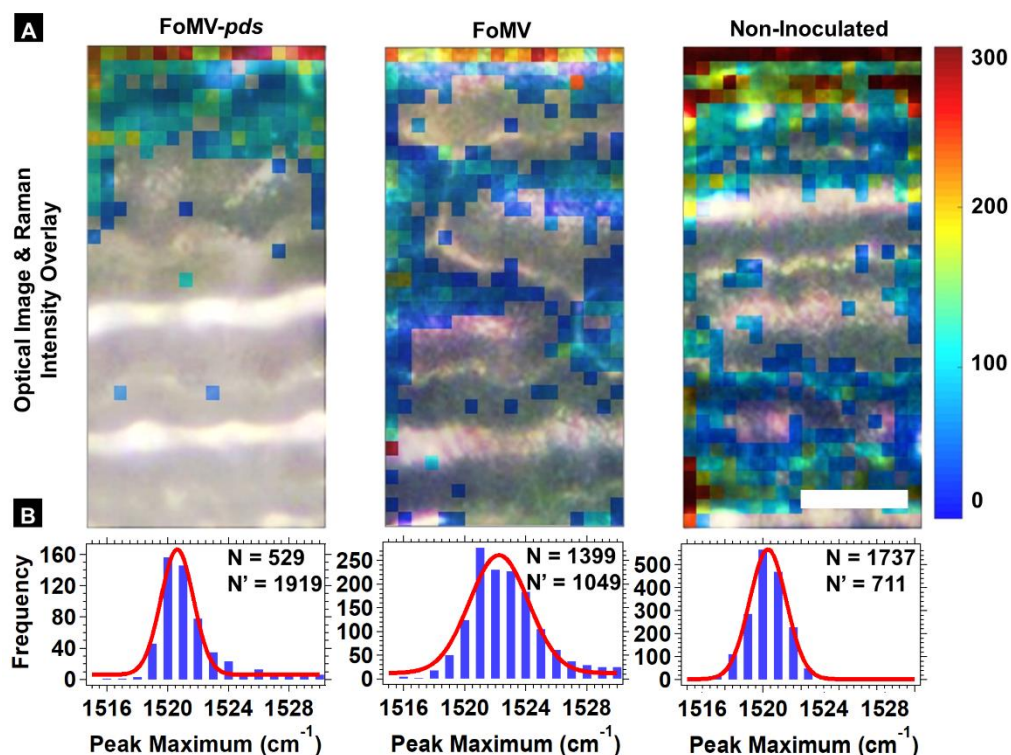 A
FoMV-pds
FoMV
Non-Inoculated
Optical Image & Raman
Intensity Overlay
300
200
100
0
B
Frequency
160
120
80
40
0
N = 529
N' = 1919
1516 1520 1524 1528
Peak Maximum (cm-1)
250
200
150
100
50
0
N = 1399
N' = 1049
1516 1520 1524 1528
Peak Maximum (cm-1)
500
400
300
200
100
0
N = 1737
N' = 711
1516 1520 1524 1528
Peak Maximum (cm-1)